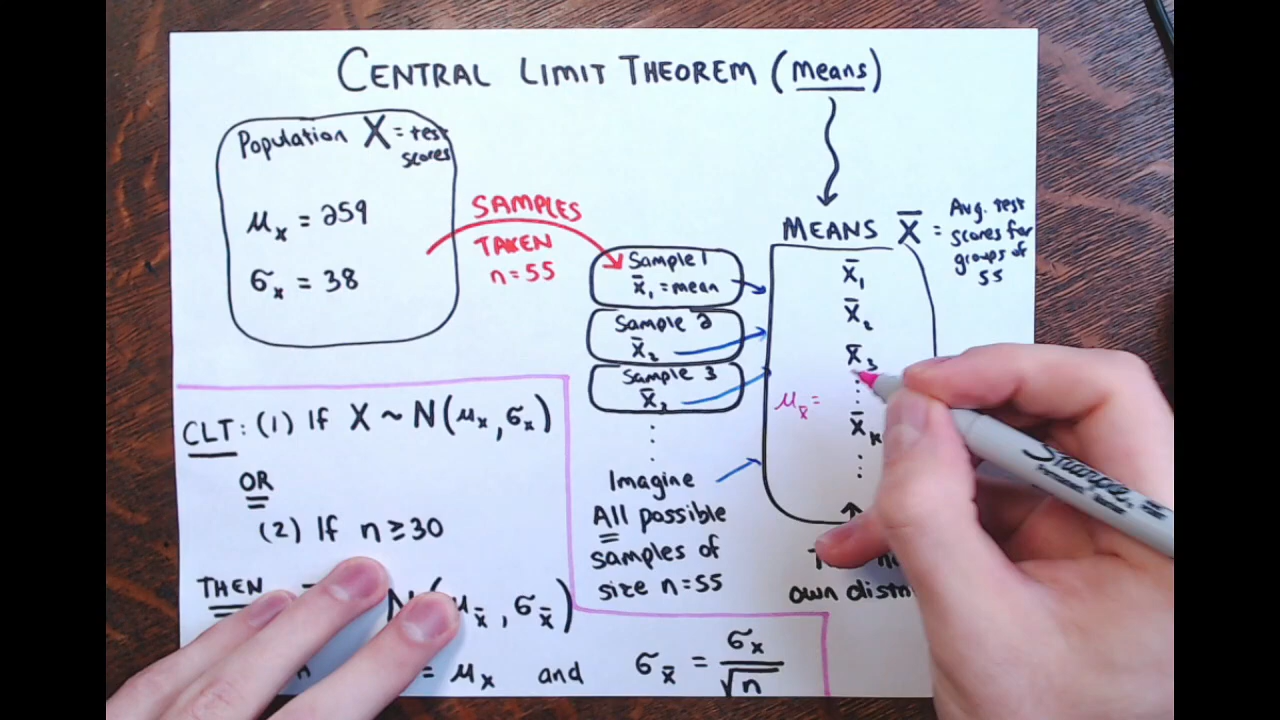 CENTRAL LIMIT THEOREM (means)
Population X = test scores
μx = 259
σx = 38
SAMPLES
TAKEN
n = 55
Sample 1
x̄₁ = mean
Sample 2
x̄₂
Sample 3
x̄₃
⋮
Imagine
All possible
samples of
size n=55
MEANS X̄ =
Avg. test
scores for
groups of
55
x̄₁
x̄₂
x̄₃
⋮
x̄ₖ
⋮
μx̄ =
own
CLT: (1) If X ~ N(μx, σx)
OR
(2) If n ≥ 30
THEN N(μx̄, σx̄)
= μx and σx̄ = σx/√n
Sharpie